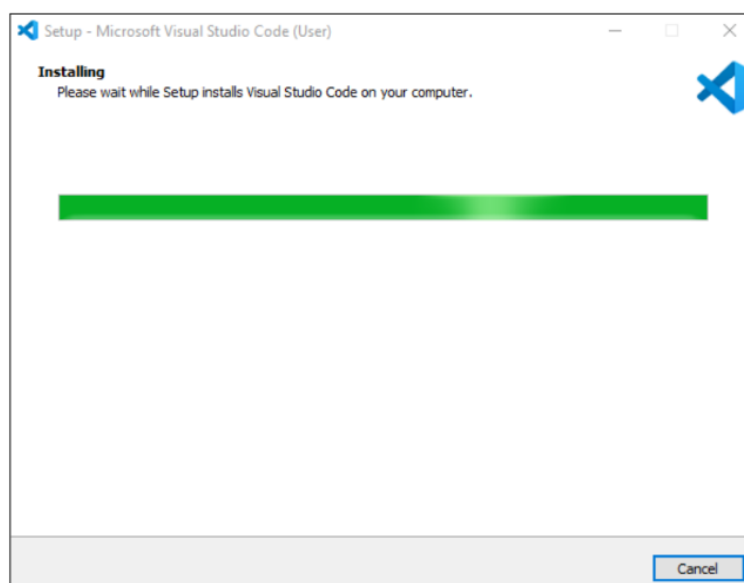 Setup - Microsoft Visual Studio Code (User)
Installing
Please wait while Setup installs Visual Studio Code on your computer.
Cancel